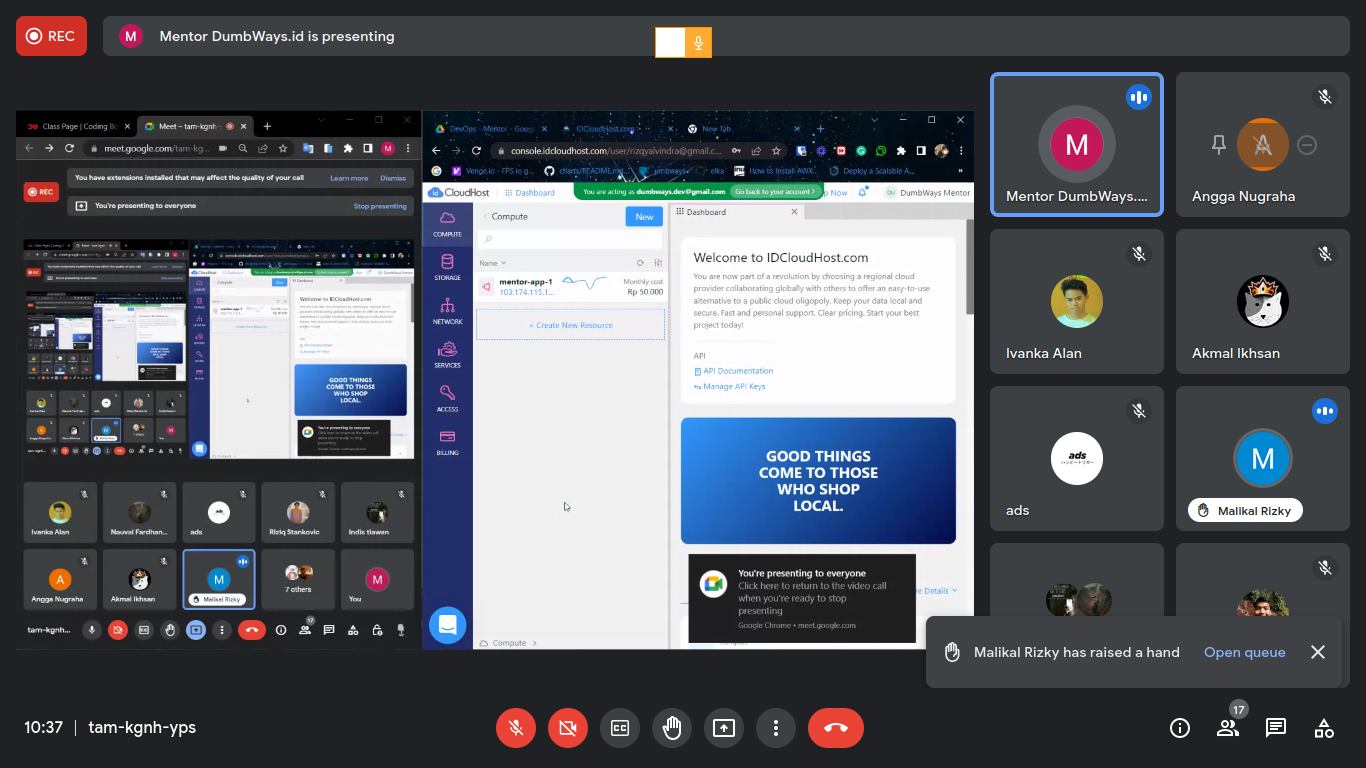 REC
M
Mentor DumbWays.id is presenting
Class Page | Coding Bo
Meet – tam-kgnh
meet.google.com/tam-kg...
REC
You have extensions installed that may affect the quality of your call
Learn more
Dismiss
You're presenting to everyone
Stop presenting
Ivanka Alan
Nauval Fardhan...
ads
Riziq Stankovic
Indis tiawan
Angga Nugraha
Akmal Ikhsan
Malikal Rizky
7 others
You
tam-kgnh...
17
DevOps - Mentor - Goog
IDCloudHost.com
New Tab
console.idcloudhost.com/user/rizqyalvindra@gmail.c...
Venge.io - FPS io g...
charts/README.md...
umbways
elka
How to Install AWX...
Deploy a Scalable A...
CloudHost
Dashboard
You are acting as dumbways.dev@gmail.com
Go back to your account
p Now
DumbWays Mentor
COMPUTE
STORAGE
NETWORK
SERVICES
ACCESS
BILLING
Compute
New
Name
mentor-app-1
103.174.115.1...
Monthly cost
Rp 50.000
+ Create New Resource
Compute
Dashboard
Welcome to IDCloudHost.com
You are now part of a revolution by choosing a regional cloud
provider collaborating globally with others to offer an easy-to-use
alternative to a public cloud oligopoly. Keep your data local and
secure. Fast and personal support. Clear pricing. Start your best
project today!
API
API Documentation
Manage API Keys
GOOD THINGS
COME TO THOSE
WHO SHOP
LOCAL.
You're presenting to everyone
Click here to return to the video call
when you're ready to stop
presenting
Google Chrome • meet.google.com
re Details
M
Mentor DumbWays....
A
Angga Nugraha
Ivanka Alan
Akmal Ikhsan
ads
ads
M
Malikal Rizky
Malikal Rizky has raised a hand
Open queue
10:37
tam-kgnh-yps
17